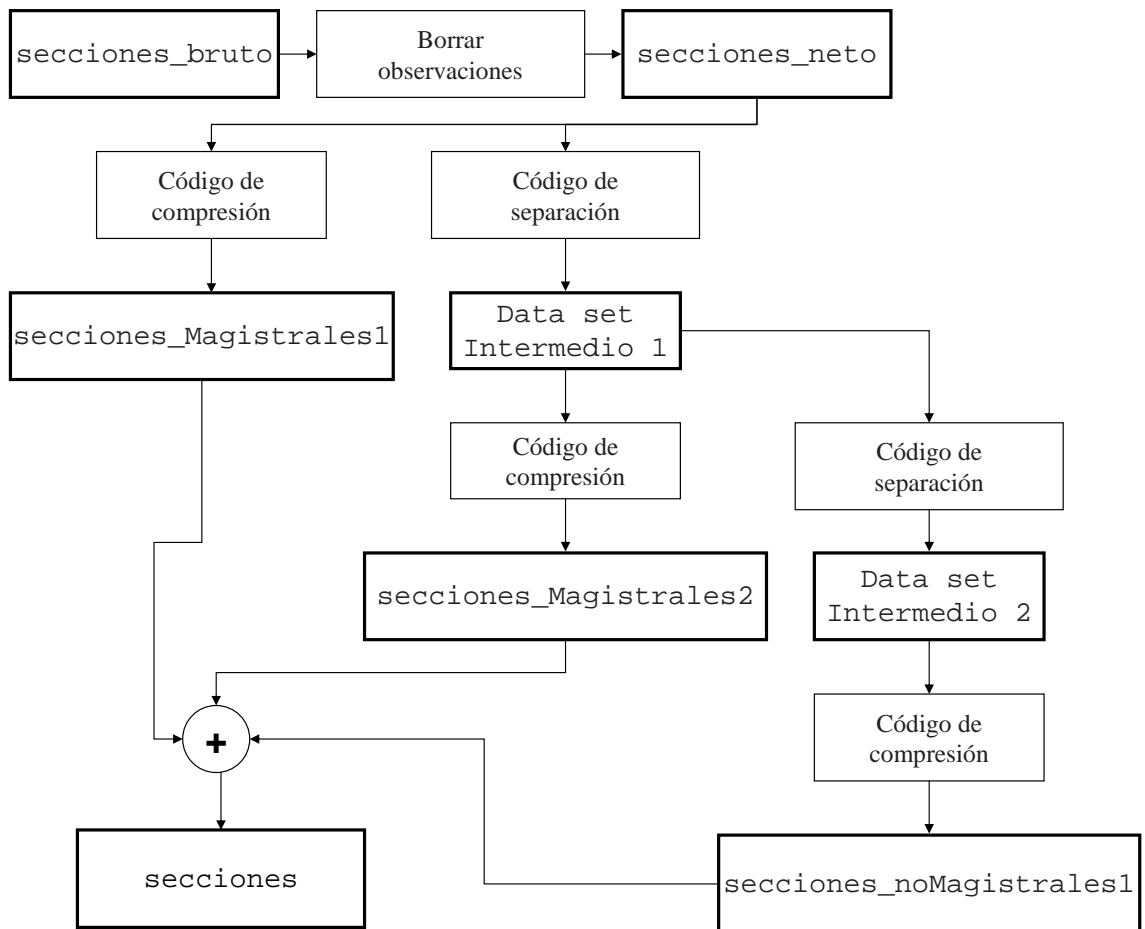 secciones_bruto
Borrar
observaciones
secciones_neto
Código de
compresión
Código de
separación
secciones_Magistrales1
Data set
Intermedio 1
Código de
compresión
Código de
separación
secciones_Magistrales2
Data set
Intermedio 2
+
Código de
compresión
secciones
secciones_noMagistrales1